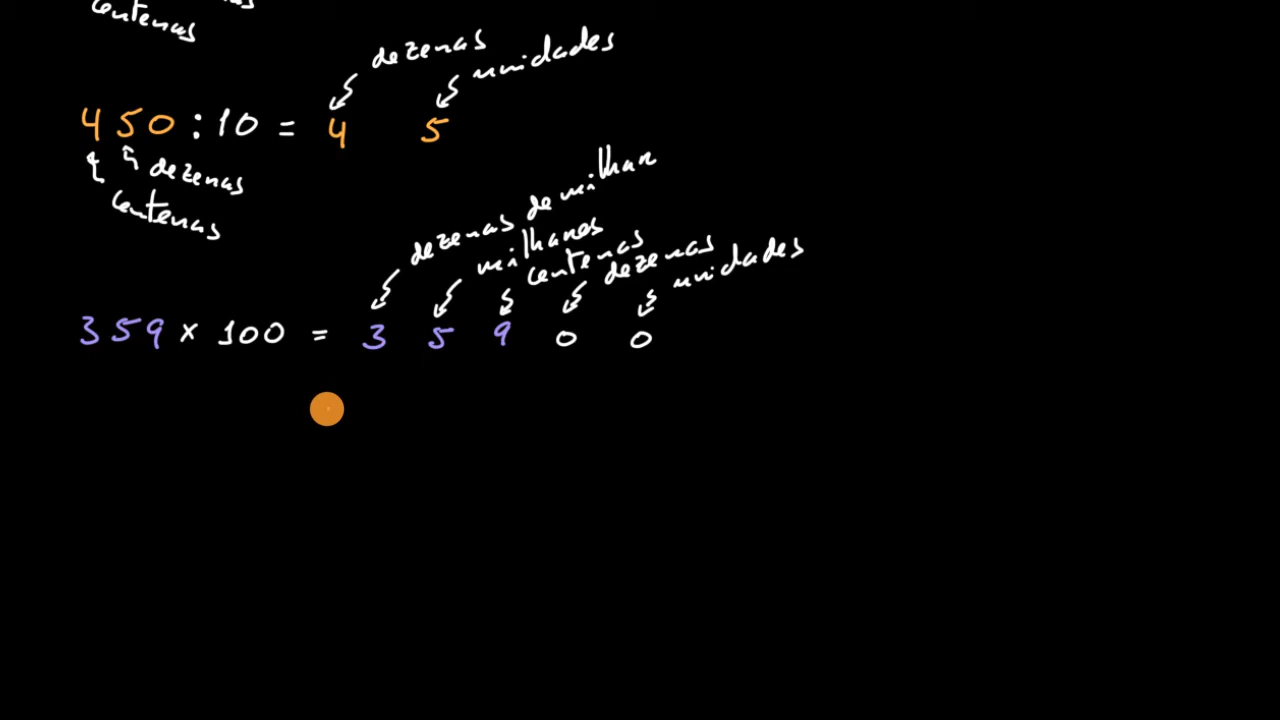 centenas
dezenas
unidades
450 : 10 = 4 5
dezenas
centenas
dezenas de milhar
milhares
centenas
dezenas
unidades
359 × 100 = 3 5 9 0 0